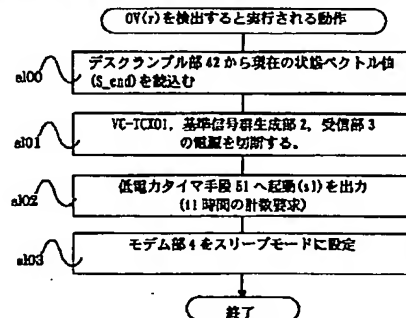 OV(r)を検出すると実行される動作
デスクランブル部42から現在の状態ベクトル値
(S_end)を読込む
s100
VC-TCXO1，基準信号群生成部2，受信部3
の電源を切断する。
s101
低電力タイマ手段51へ起動(s1)を出力
(t1時間の計数要求)
s102
モデム部4をスリープモードに設定
s103
終了